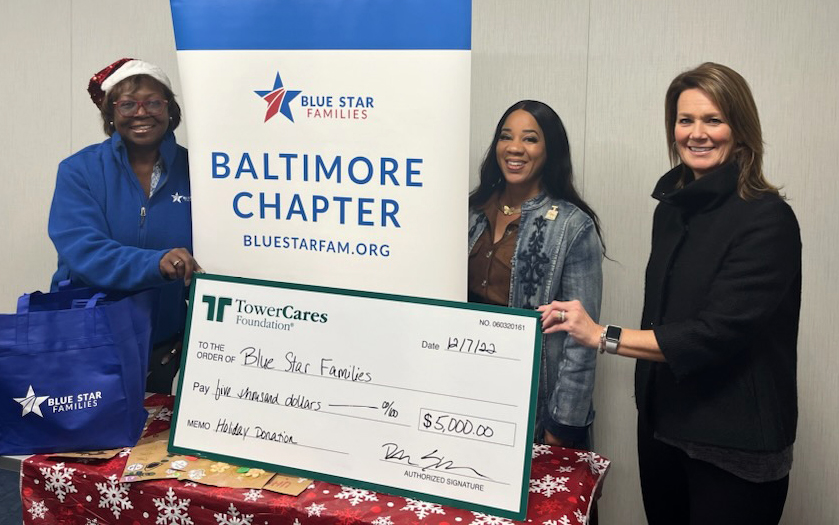 BLUE STAR
FAMILIES
BALTIMORE
CHAPTER
BLUESTARFAM.ORG
TowerCares
Foundation®
NO. 060320161
Date 12/7/22
TO THE
ORDER OF Blue Star Families
Pay five thousand dollars 00/00
$5,000.00
MEMO Holiday Donation
AUTHORIZED SIGNATURE
BLUE STAR
FAMILIES